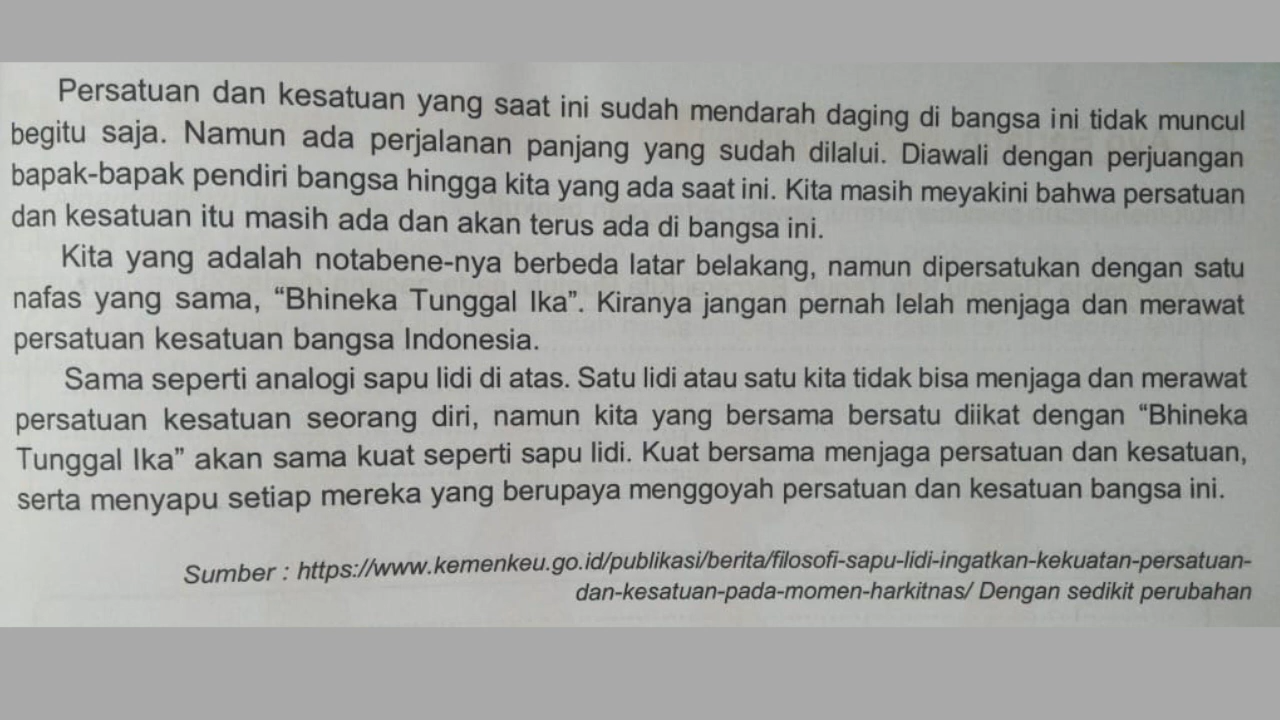 Persatuan dan kesatuan yang saat ini sudah mendarah daging di bangsa ini tidak muncul
begitu saja. Namun ada perjalanan panjang yang sudah dilalui. Diawali dengan perjuangan
bapak-bapak pendiri bangsa hingga kita yang ada saat ini. Kita masih meyakini bahwa persatuan
dan kesatuan itu masih ada dan akan terus ada di bangsa ini.
Kita yang adalah notabene-nya berbeda latar belakang, namun dipersatukan dengan satu
nafas yang sama, “Bhineka Tunggal Ika”. Kiranya jangan pernah lelah menjaga dan merawat
persatuan kesatuan bangsa Indonesia.
Sama seperti analogi sapu lidi di atas. Satu lidi atau satu kita tidak bisa menjaga dan merawat
persatuan kesatuan seorang diri, namun kita yang bersama bersatu diikat dengan “Bhineka
Tunggal Ika” akan sama kuat seperti sapu lidi. Kuat bersama menjaga persatuan dan kesatuan,
serta menyapu setiap mereka yang berupaya menggoyah persatuan dan kesatuan bangsa ini.
Sumber : https://www.kemenkeu.go.id/publikasi/berita/filosofi-sapu-lidi-ingatkan-kekuatan-persatuan-
dan-kesatuan-pada-momen-harkitnas/ Dengan sedikit perubahan